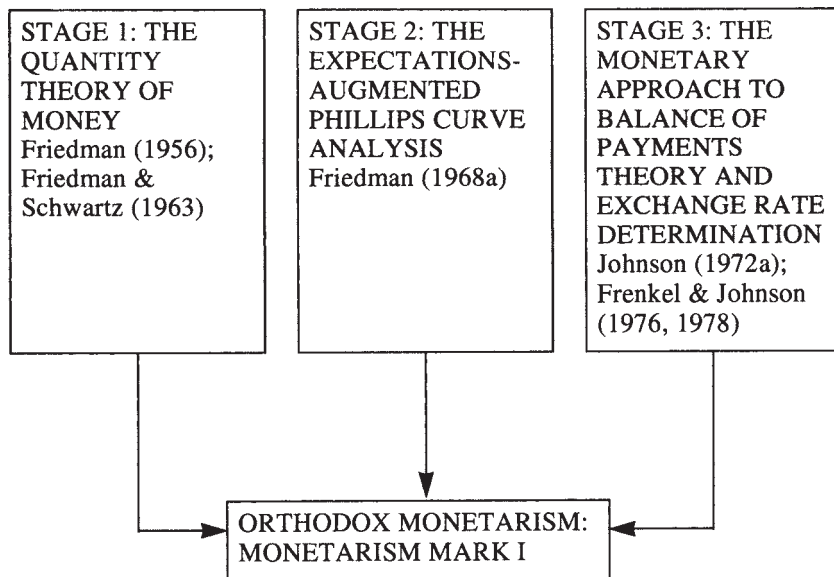 STAGE 1: THE
QUANTITY
THEORY OF
MONEY
Friedman (1956);
Friedman &
Schwartz (1963)
STAGE 2: THE
EXPECTATIONS-
AUGMENTED
PHILLIPS CURVE
ANALYSIS
Friedman (1968a)
STAGE 3: THE
MONETARY
APPROACH TO
BALANCE OF
PAYMENTS
THEORY AND
EXCHANGE RATE
DETERMINATION
Johnson (1972a);
Frenkel & Johnson
(1976, 1978)
ORTHODOX MONETARISM:
MONETARISM MARK I